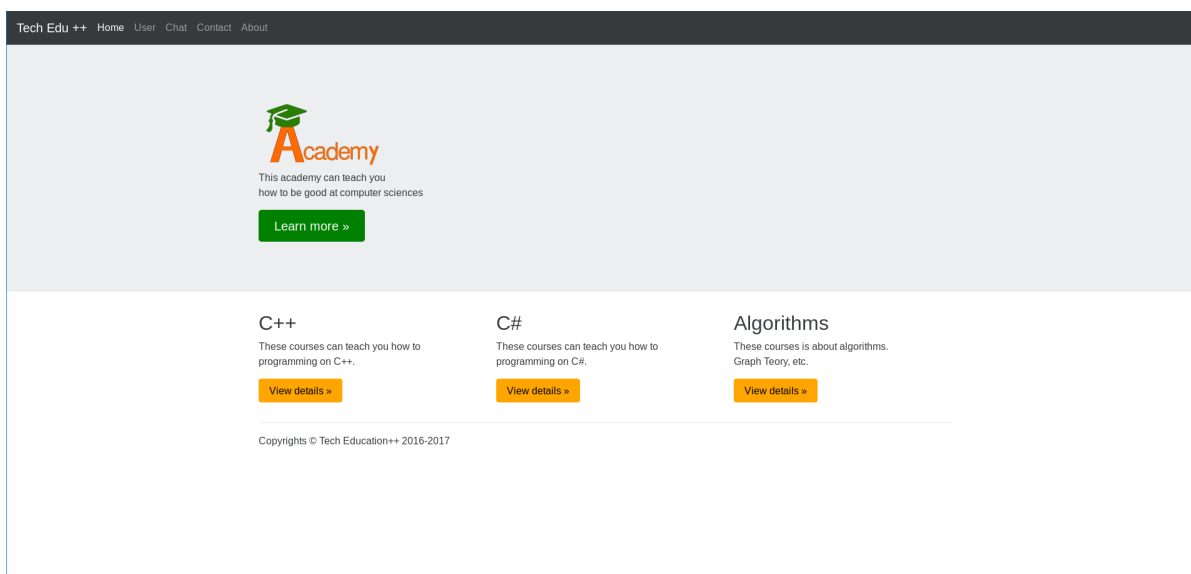 Tech Edu ++ Home User Chat Contact About
Academy
This academy can teach you
how to be good at computer sciences
Learn more »
C++
These courses can teach you how to
programming on C++.
View details »
C#
These courses can teach you how to
programming on C#.
View details »
Algorithms
These courses is about algorithms.
Graph Teory, etc.
View details »
Copyrights © Tech Education++ 2016-2017